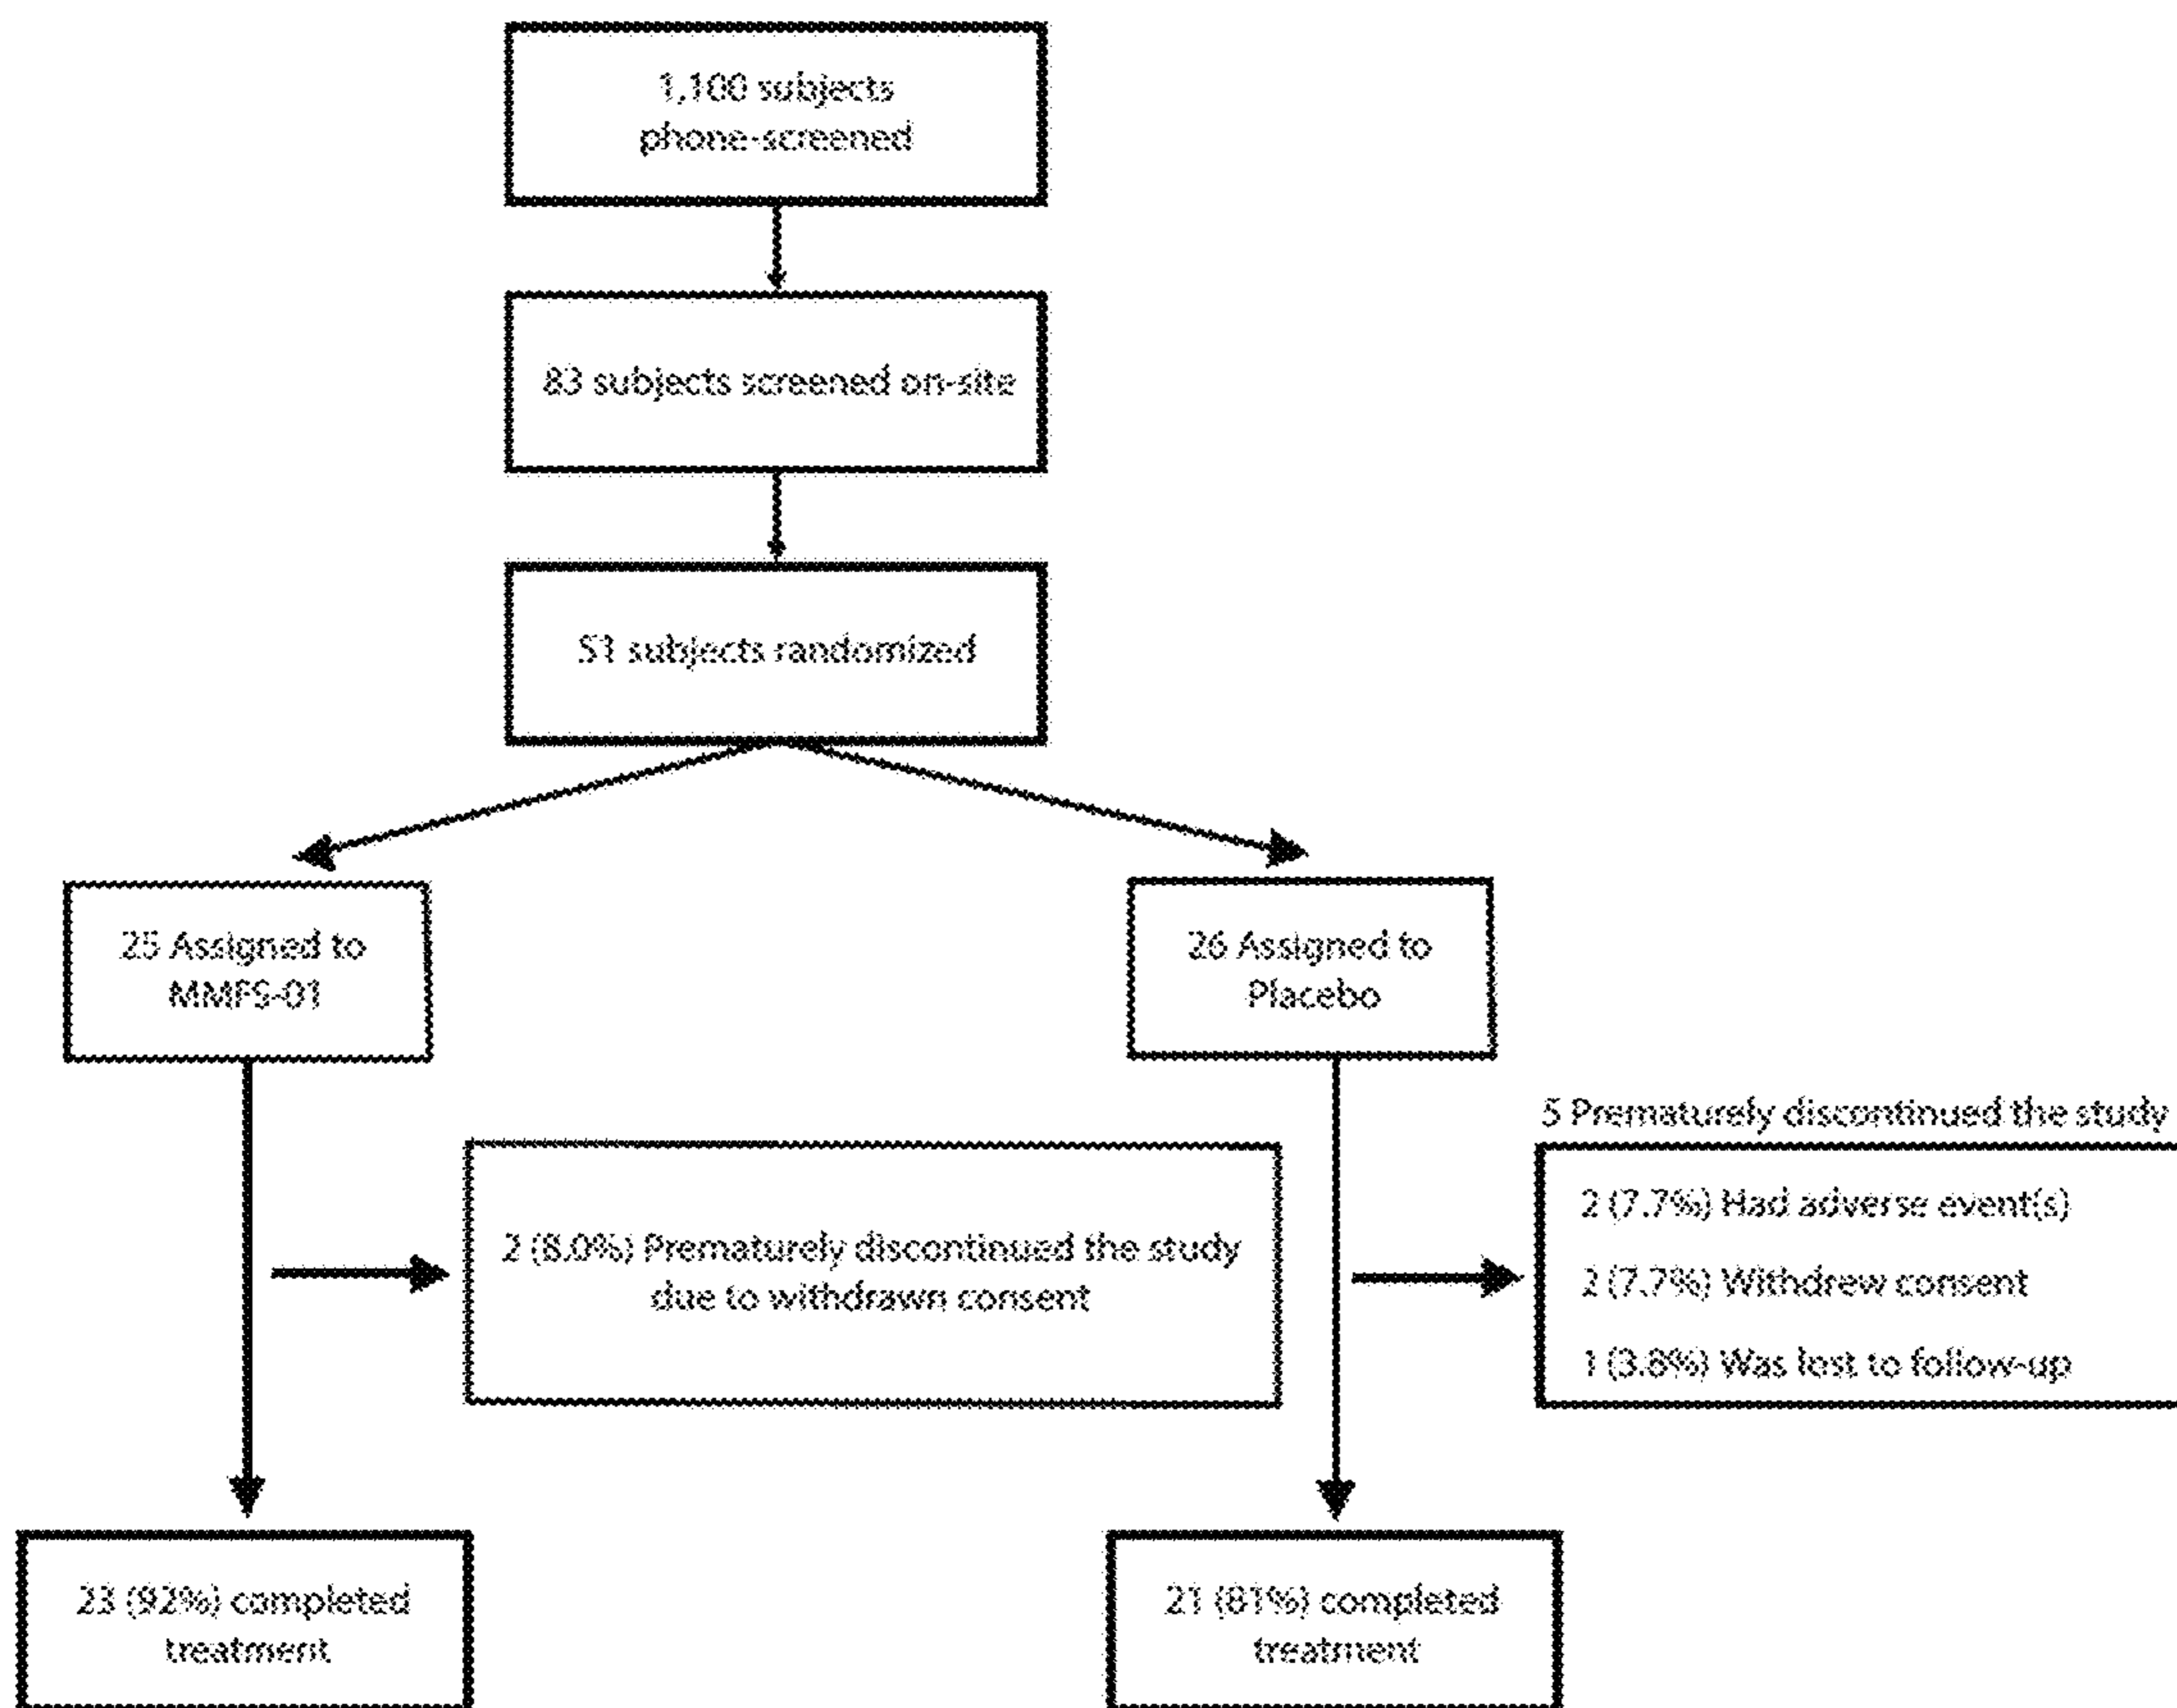 1,100 subjects
phone-screened
83 subjects screened on-site
51 subjects randomized
25 Assigned to
MMFS-01
26 Assigned to
Placebo
5 Prematurely discontinued the study
2 (8.0%) Prematurely discontinued the study
due to withdrawn consent
2 (7.7%) Had adverse event(s)
2 (7.7%) Withdrew consent
1 (3.8%) Was lost to follow-up
23 (92%) completed
treatment
21 (81%) completed
treatment